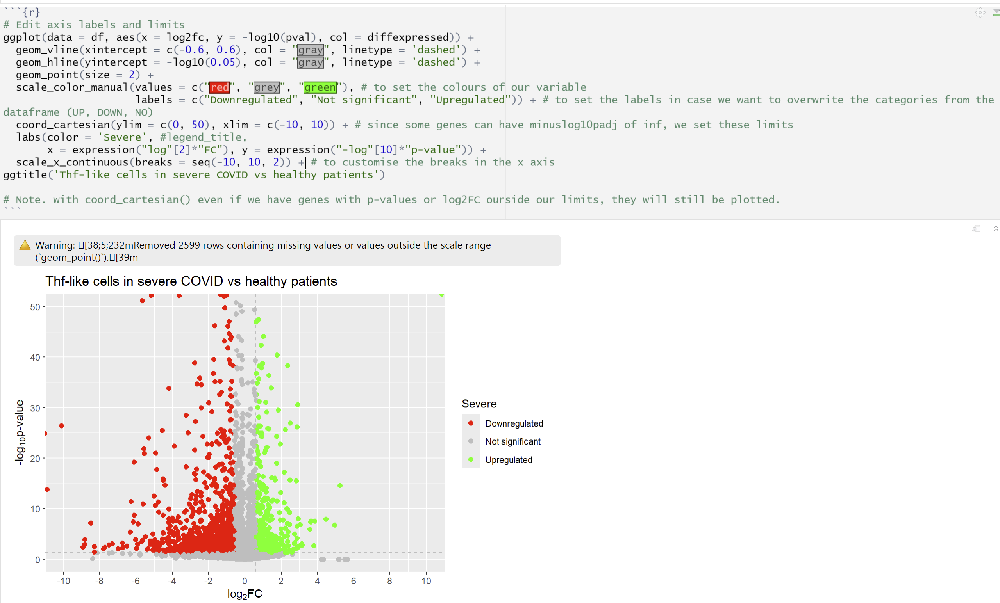 ```{r}
# Edit axis labels and limits
ggplot(data = df, aes(x = log2fc, y = -log10(pval), col = diffexpressed)) +
  geom_vline(xintercept = c(-0.6, 0.6), col = "gray", linetype = 'dashed') +
  geom_hline(yintercept = -log10(0.05), col = "gray", linetype = 'dashed') +
  geom_point(size = 2) +
  scale_color_manual(values = c("red", "grey", "green"), # to set the colours of our variable
                     labels = c("Downregulated", "Not significant", "Upregulated")) + # to set the labels in case we want to overwrite the categories from the
dataframe (UP, DOWN, NO)
  coord_cartesian(ylim = c(0, 50), xlim = c(-10, 10)) + # since some genes can have minuslog10padj of inf, we set these limits
  labs(color = 'Severe', #legend_title,
       x = expression("log"[2]*"FC"), y = expression("-log"[10]*"p-value")) +
  scale_x_continuous(breaks = seq(-10, 10, 2)) + # to customise the breaks in the x axis
ggtitle('Thf-like cells in severe COVID vs healthy patients')
# Note. with coord_cartesian() even if we have genes with p-values or log2FC ourside our limits, they will still be plotted.
```
Warning: [38;5;232mRemoved 2599 rows containing missing values or values outside the scale range
(`geom_point()`).[39m
Thf-like cells in severe COVID vs healthy patients
50
40
30
20
10
0
-log10p-value
-10 -8 -6 -4 -2 0 2 4 6 8 10
log2FC
Severe
Downregulated
Not significant
Upregulated